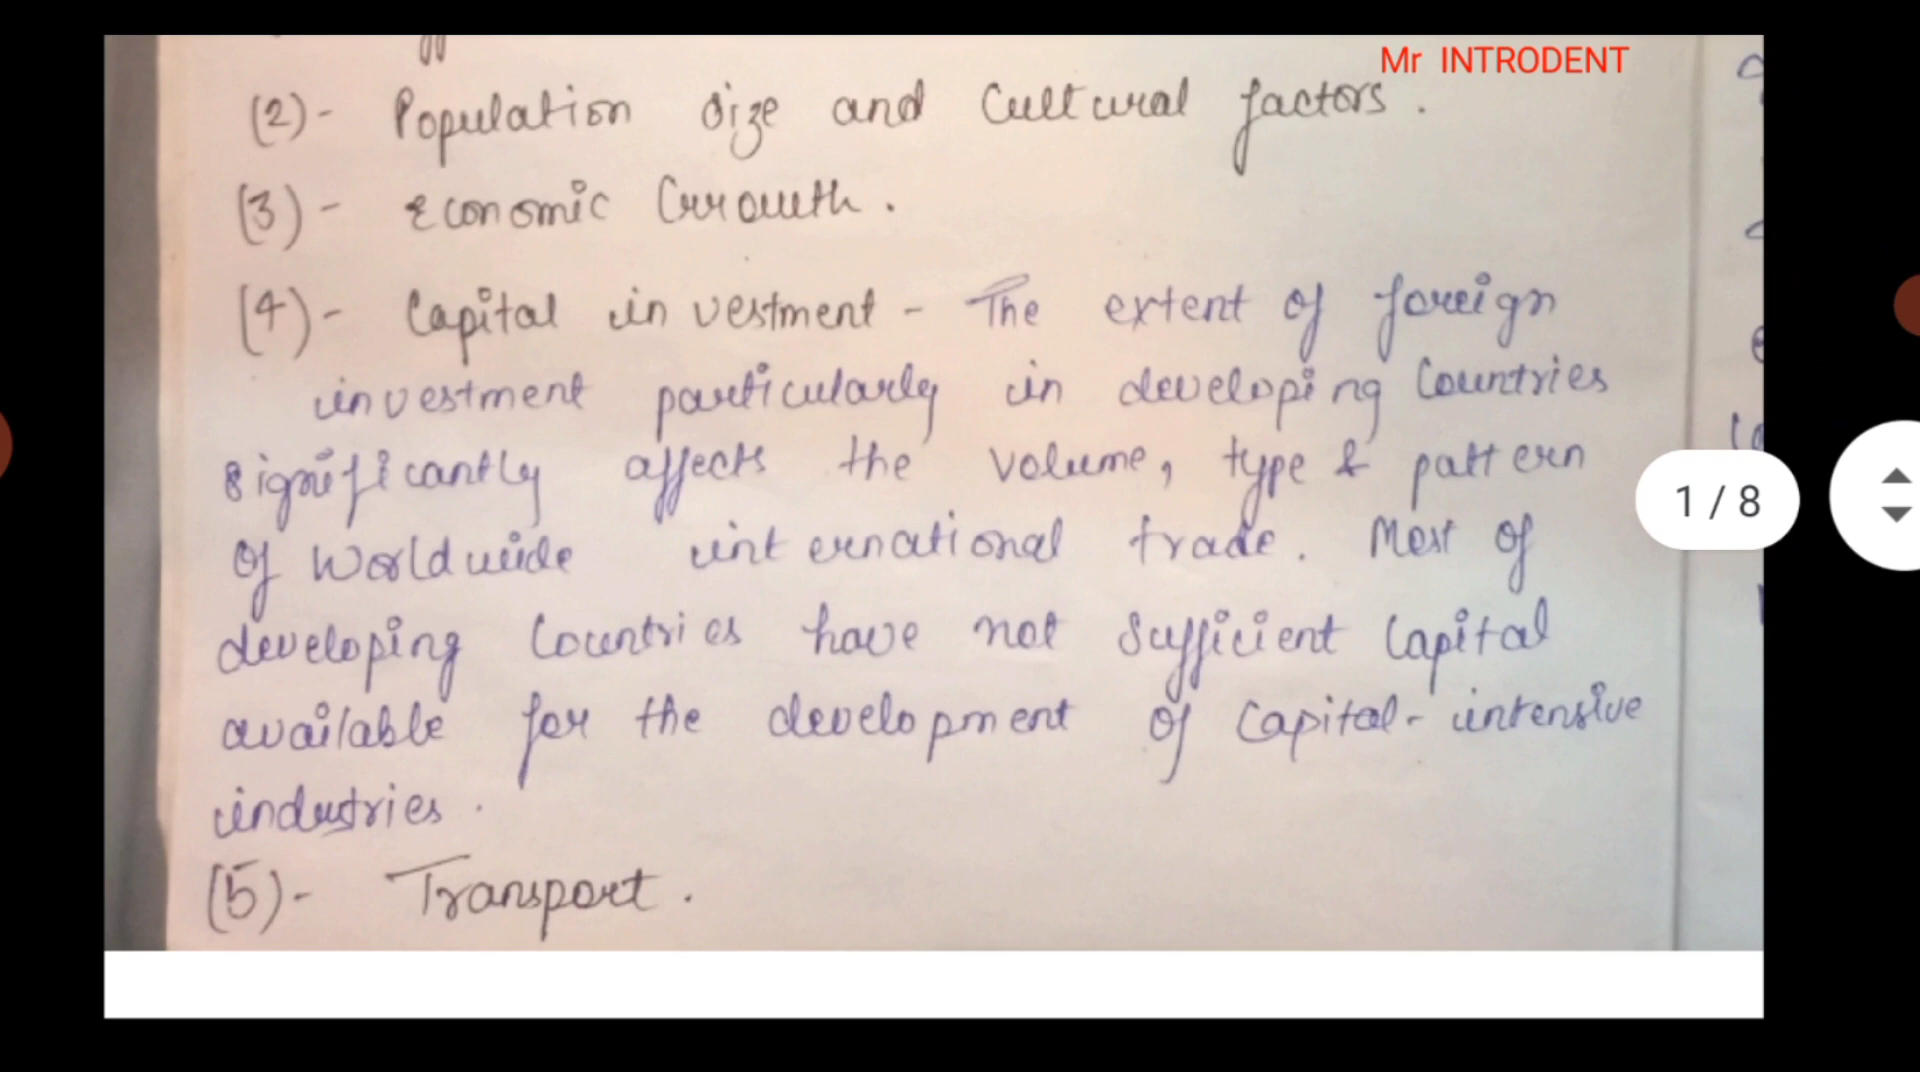 Mr INTRODENT
(2)- Population size and Cultural factors.
(3)- Economic Growth.
(4)- Capital investment - The extent of foreign
investment particularly in developing Countries
significantly affects the volume, type & pattern
of Worldwide international trade. Most of
developing Countries have not sufficient Capital
available for the development of Capital-intensive
industries.
(5)- Transport.
1 / 8